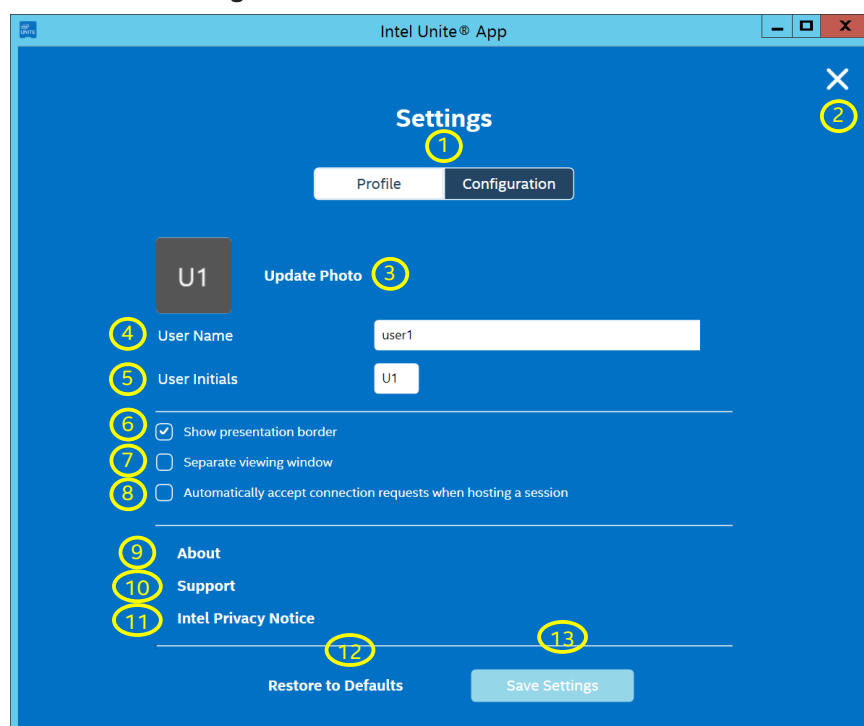 Intel Unite® App
X
2
Settings
1
Profile Configuration
U1 Update Photo 3
4 User Name user1
5 User Initials U1
6 Show presentation border
7 Separate viewing window
8 Automatically accept connection requests when hosting a session
9 About
10 Support
11 Intel Privacy Notice
12 13
Restore to Defaults Save Settings